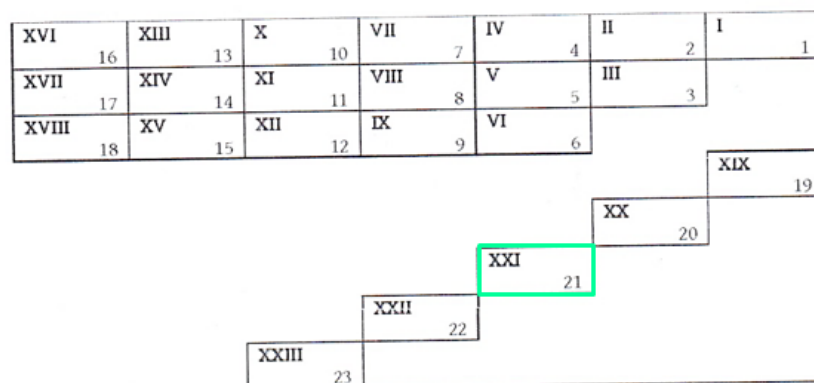 XVI XIII X VII IV II I
16 13 10 7 4 2 1
XVII XIV XI VIII V III
17 14 11 8 5 3
XVIII XV XII IX VI
18 15 12 9 6
XIX
19
XX
20
XXI
21
XXII
22
XXIII
23